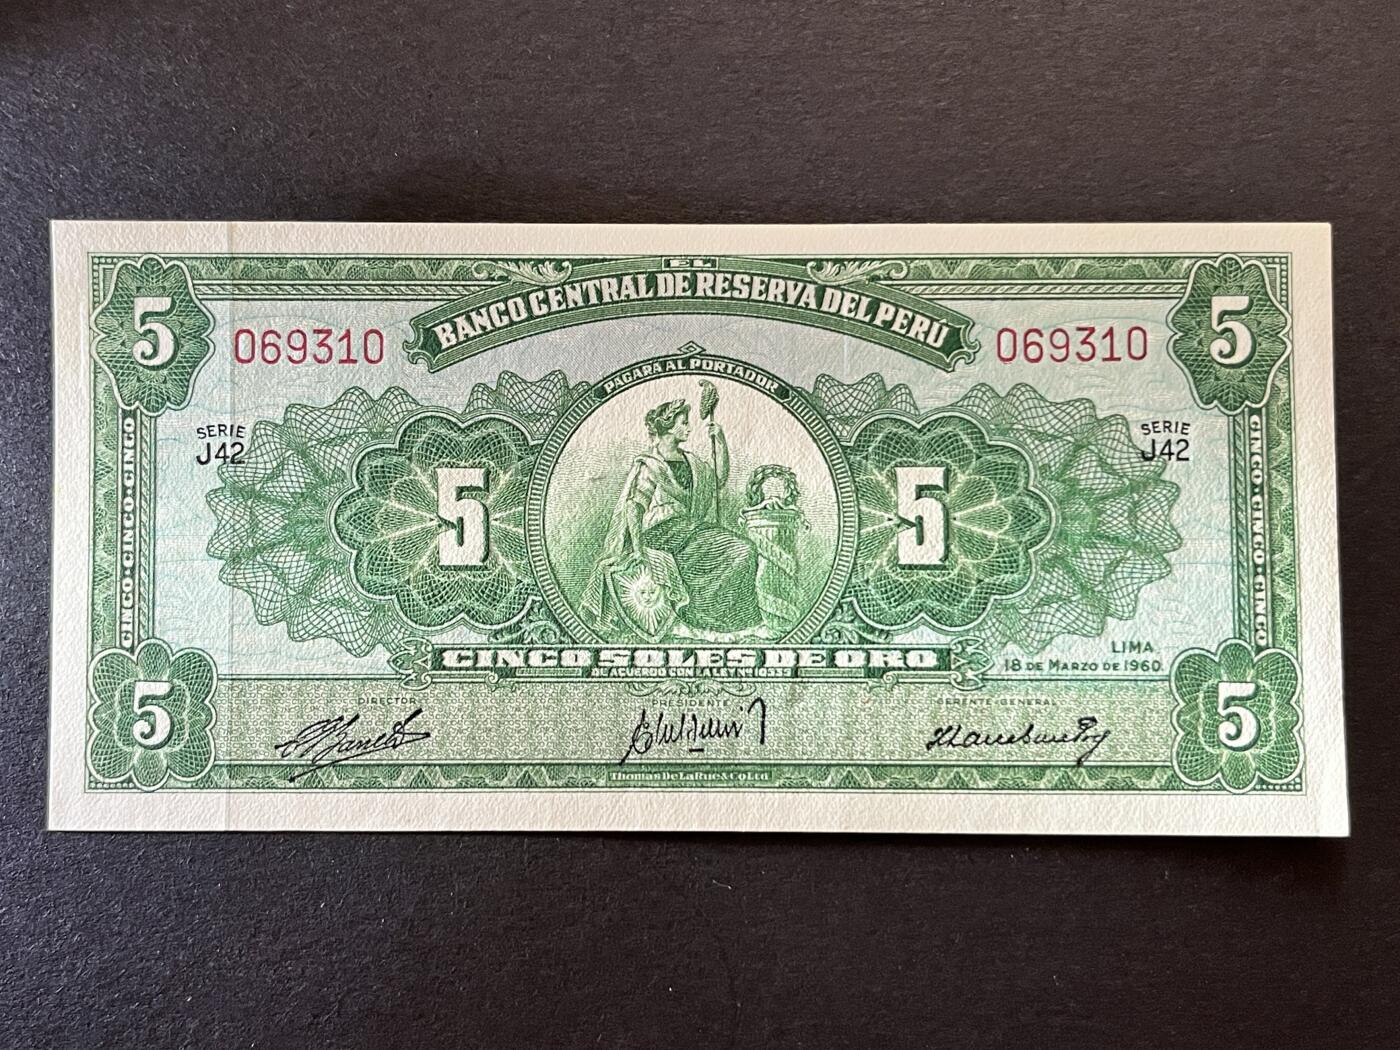 EL
BANCO CENTRAL DE RESERVA DEL PERÚ
5
5
069310
069310
PAGARÁ AL PORTADOR
SERIE
J42
SERIE
J42
CINCO·CINCO·CINCO
CINCO·CINCO·CINCO
5
5
CINCO SOLES DE ORO
LIMA
18 DE MARZO DE 1960
5
5
DIRECTOR
PRESIDENTE
GERENTE-GENERAL
Thomas De La Rue & Co Ltd